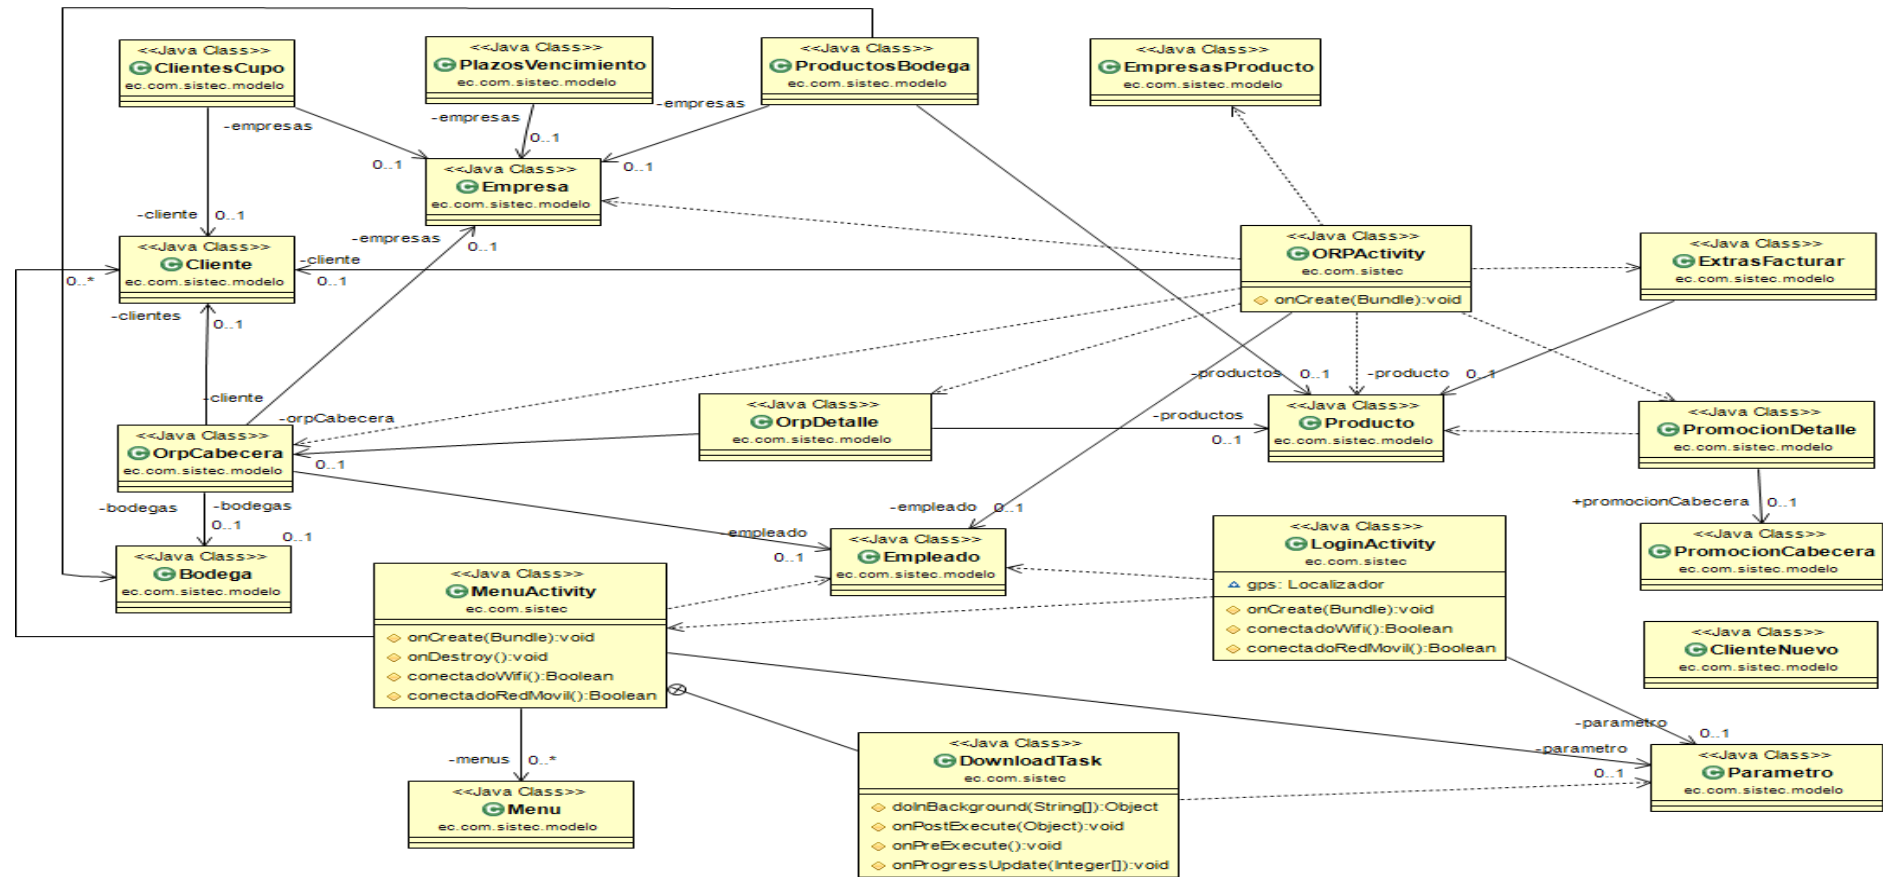 <<Java Class>>
ClientesCupo
ec.com.sistec.modelo
<<Java Class>>
PlazosVencimiento
ec.com.sistec.modelo
<<Java Class>>
ProductosBodega
ec.com.sistec.modelo
<<Java Class>>
EmpresasProducto
ec.com.sistec.modelo
-empresas
0..1
-empresas
0..1
-empresas
0..1
<<Java Class>>
Empresa
ec.com.sistec.modelo
-cliente 0..1
-empresas
0..1
<<Java Class>>
Cliente
ec.com.sistec.modelo
0..*
-cliente
0..1
<<Java Class>>
ORPActivity
ec.com.sistec
onCreate(Bundle):void
<<Java Class>>
ExtrasFacturar
ec.com.sistec.modelo
-clientes
0..1
-cliente
-productos 0..1
-producto 0..1
-orpCabecera
0..1
<<Java Class>>
OrpDetalle
ec.com.sistec.modelo
-productos
0..1
<<Java Class>>
Producto
ec.com.sistec.modelo
<<Java Class>>
PromocionDetalle
ec.com.sistec.modelo
<<Java Class>>
OrpCabecera
ec.com.sistec.modelo
-bodegas
0..1
-bodegas
0..1
-empleado
0..1
-empleado 0..1
+promocionCabecera 0..1
<<Java Class>>
Bodega
ec.com.sistec.modelo
<<Java Class>>
Empleado
ec.com.sistec.modelo
<<Java Class>>
LoginActivity
ec.com.sistec
gps: Localizador
onCreate(Bundle):void
conectadoWifi():Boolean
conectadoRedMovil():Boolean
<<Java Class>>
PromocionCabecera
ec.com.sistec.modelo
<<Java Class>>
MenuActivity
ec.com.sistec
onCreate(Bundle):void
onDestroy():void
conectadoWifi():Boolean
conectadoRedMovil():Boolean
<<Java Class>>
ClienteNuevo
ec.com.sistec.modelo
-parametro
0..1
-parametro
0..1
-menus 0..*
<<Java Class>>
Menu
ec.com.sistec.modelo
<<Java Class>>
DownloadTask
ec.com.sistec
doInBackground(String[]):Object
onPostExecute(Object):void
onPreExecute():void
onProgressUpdate(Integer[]):void
<<Java Class>>
Parametro
ec.com.sistec.modelo